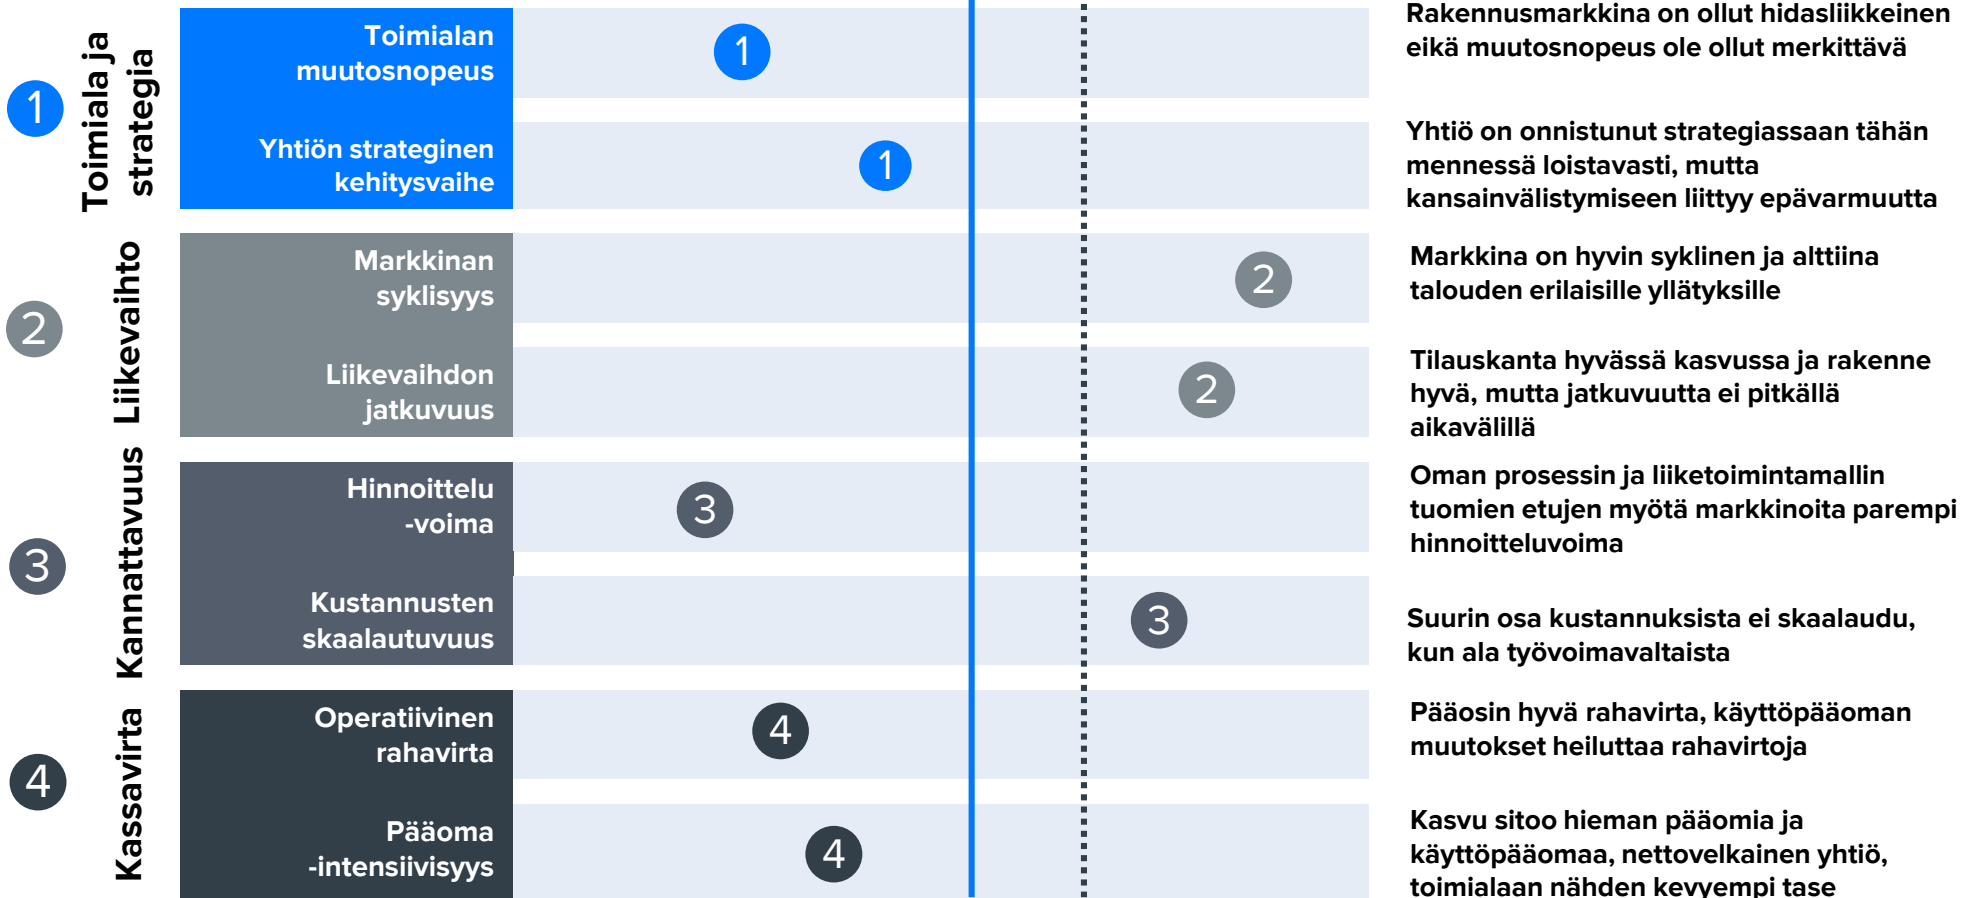 1
Toimiala ja
strategia
Toimialan
muutosnopeus
1
Rakennusmarkkina on ollut hidasliikkeinen
eikä muutosnopeus ole ollut merkittävä
Yhtiön strateginen
kehitysvaihe
1
Yhtiö on onnistunut strategiassaan tähän
mennessä loistavasti, mutta
kansainvälistymiseen liittyy epävarmuutta
2
Liikevaihto
Markkinan
syklisyys
2
Markkina on hyvin syklinen ja alttiina
talouden erilaisille yllätyksille
Liikevaihdon
jatkuvuus
2
Tilauskanta hyvässä kasvussa ja rakenne
hyvä, mutta jatkuvuutta ei pitkällä
aikavälillä
3
Kannattavuus
Hinnoittelu
-voima
3
Oman prosessin ja liiketoimintamallin
tuomien etujen myötä markkinoita parempi
hinnoitteluvoima
Kustannusten
skaalautuvuus
3
Suurin osa kustannuksista ei skaalaudu,
kun ala työvoimavaltaista
4
Kassavirta
Operatiivinen
rahavirta
4
Pääosin hyvä rahavirta, käyttöpääoman
muutokset heiluttaa rahavirtoja
Pääoma
-intensiivisyys
4
Kasvu sitoo hieman pääomia ja
käyttöpääomaa, nettovelkainen yhtiö,
toimialaan nähden kevyempi tase